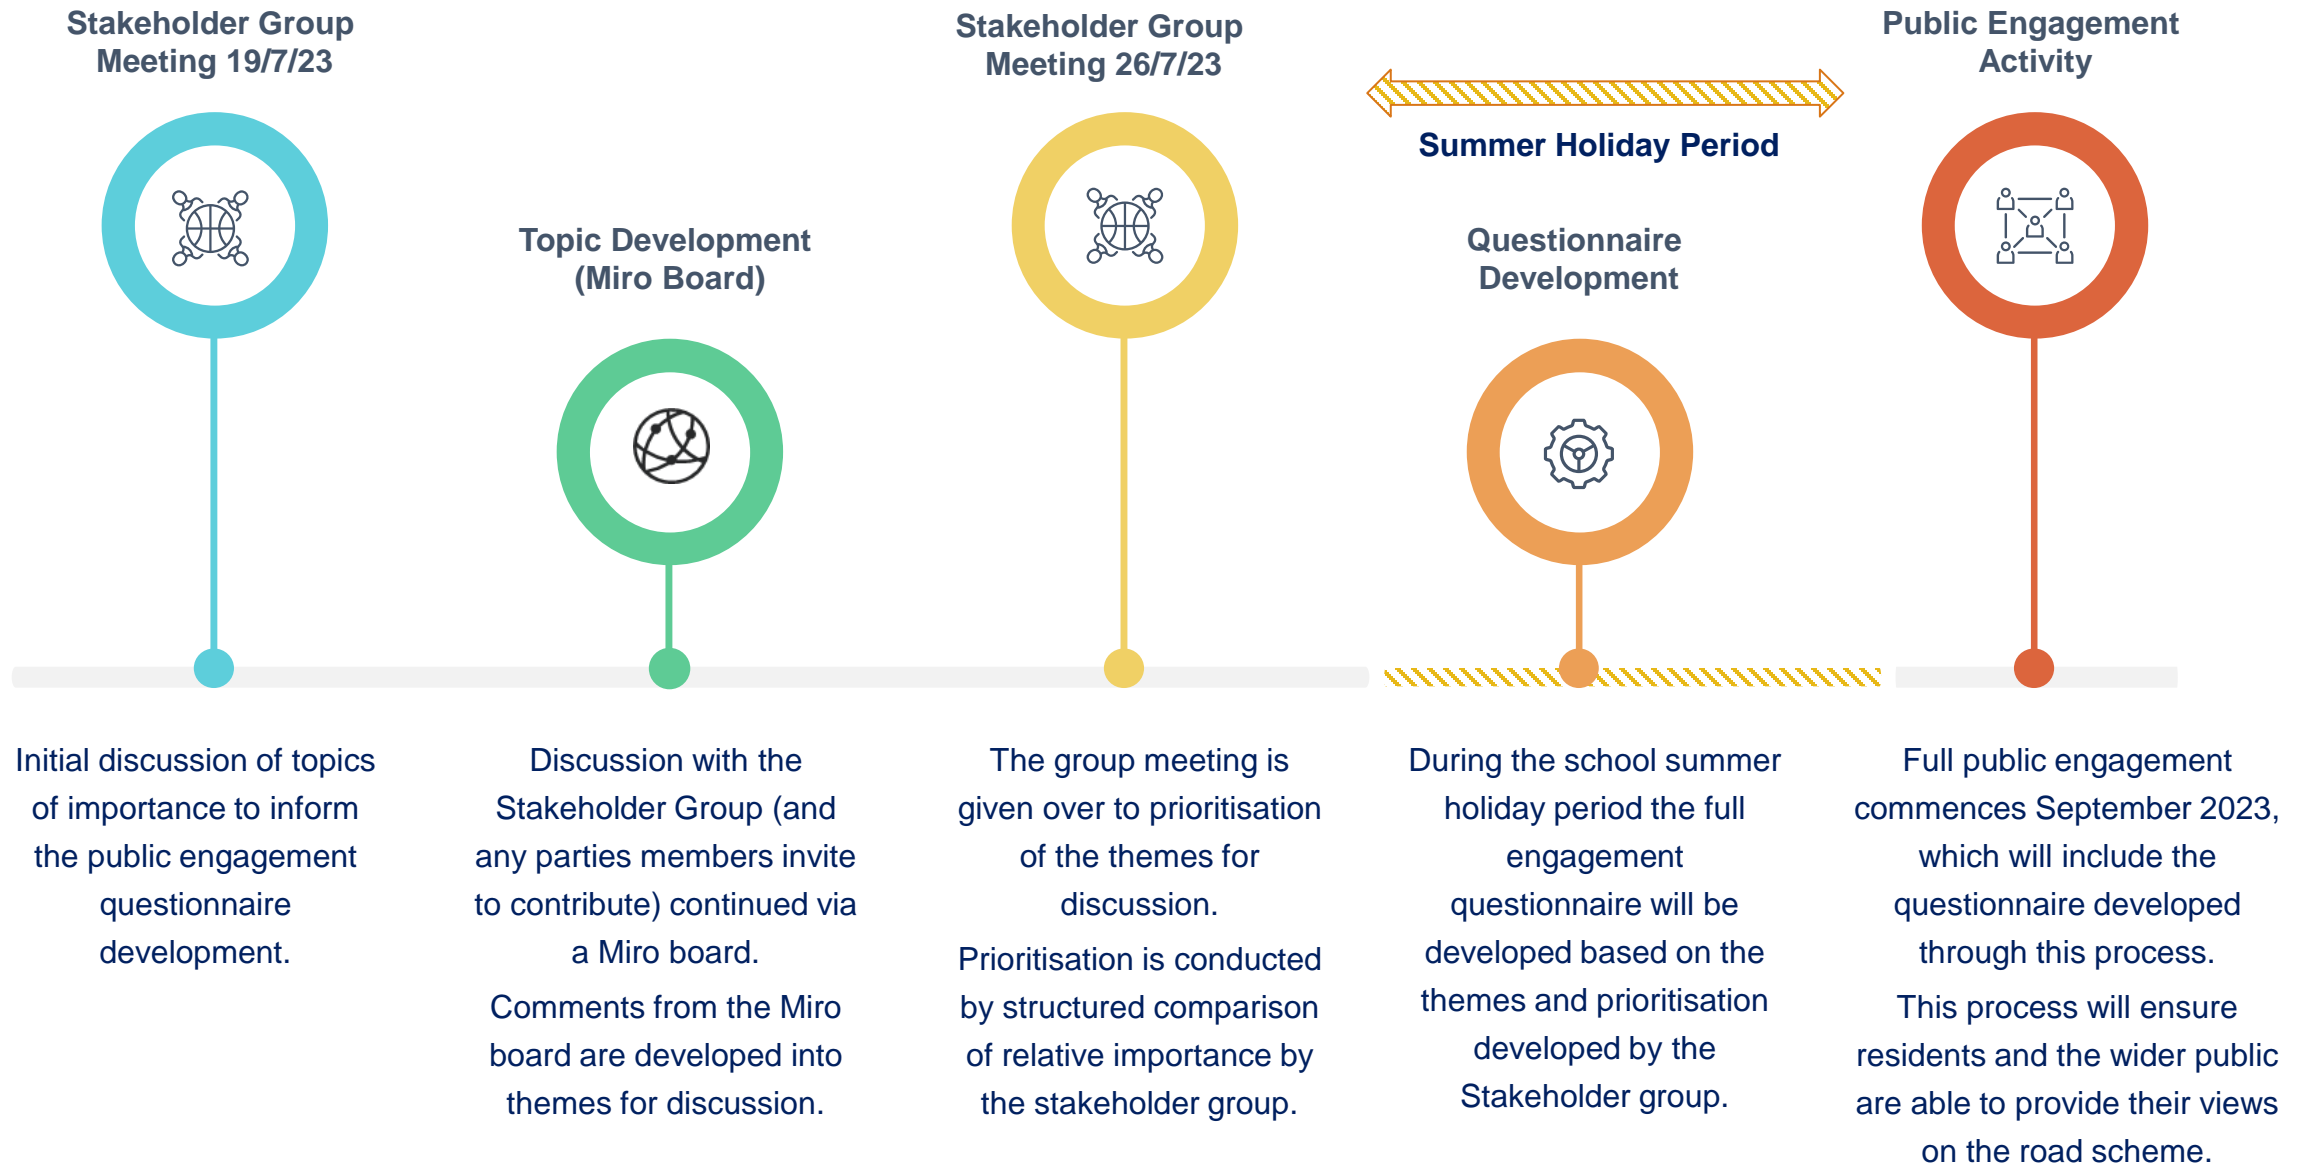 Stakeholder Group
Meeting 19/7/23
Initial discussion of topics
of importance to inform
the public engagement
questionnaire
development.
Topic Development
(Miro Board)
Discussion with the
Stakeholder Group (and
any parties members invite
to contribute) continued via
a Miro board.
Comments from the Miro
board are developed into
themes for discussion.
Stakeholder Group
Meeting 26/7/23
The group meeting is
given over to prioritisation
of the themes for
discussion.
Prioritisation is conducted
by structured comparison
of relative importance by
the stakeholder group.
Summer Holiday Period
Questionnaire
Development
During the school summer
holiday period the full
engagement
questionnaire will be
developed based on the
themes and prioritisation
developed by the
Stakeholder group.
Public Engagement
Activity
Full public engagement
commences September 2023,
which will include the
questionnaire developed
through this process.
This process will ensure
residents and the wider public
are able to provide their views
on the road scheme.